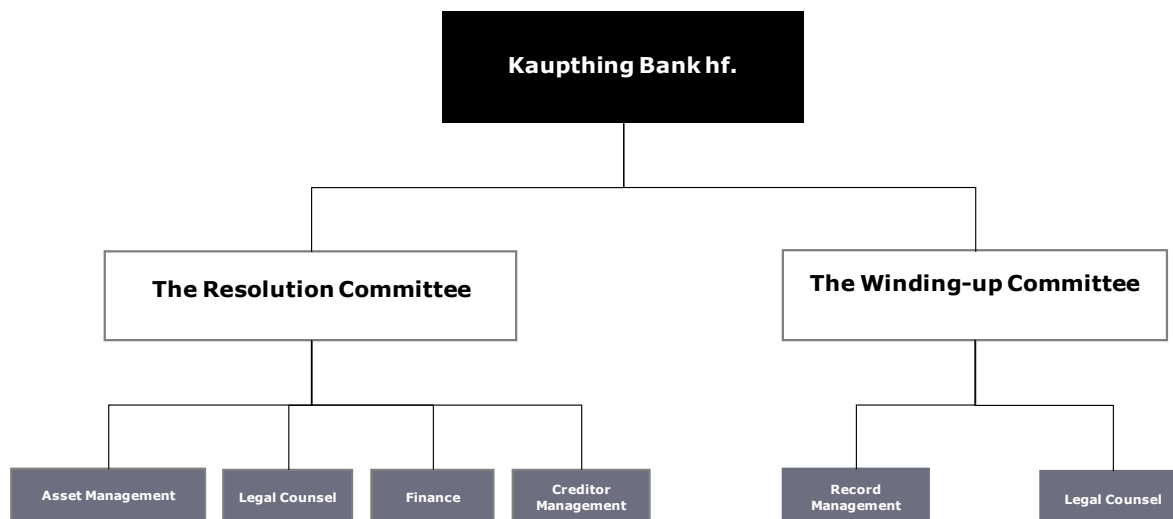 Kaupthing Bank hf.
The Resolution Committee
The Winding-up Committee
Asset Management
Legal Counsel
Finance
Creditor
Management
Record
Management
Legal Counsel